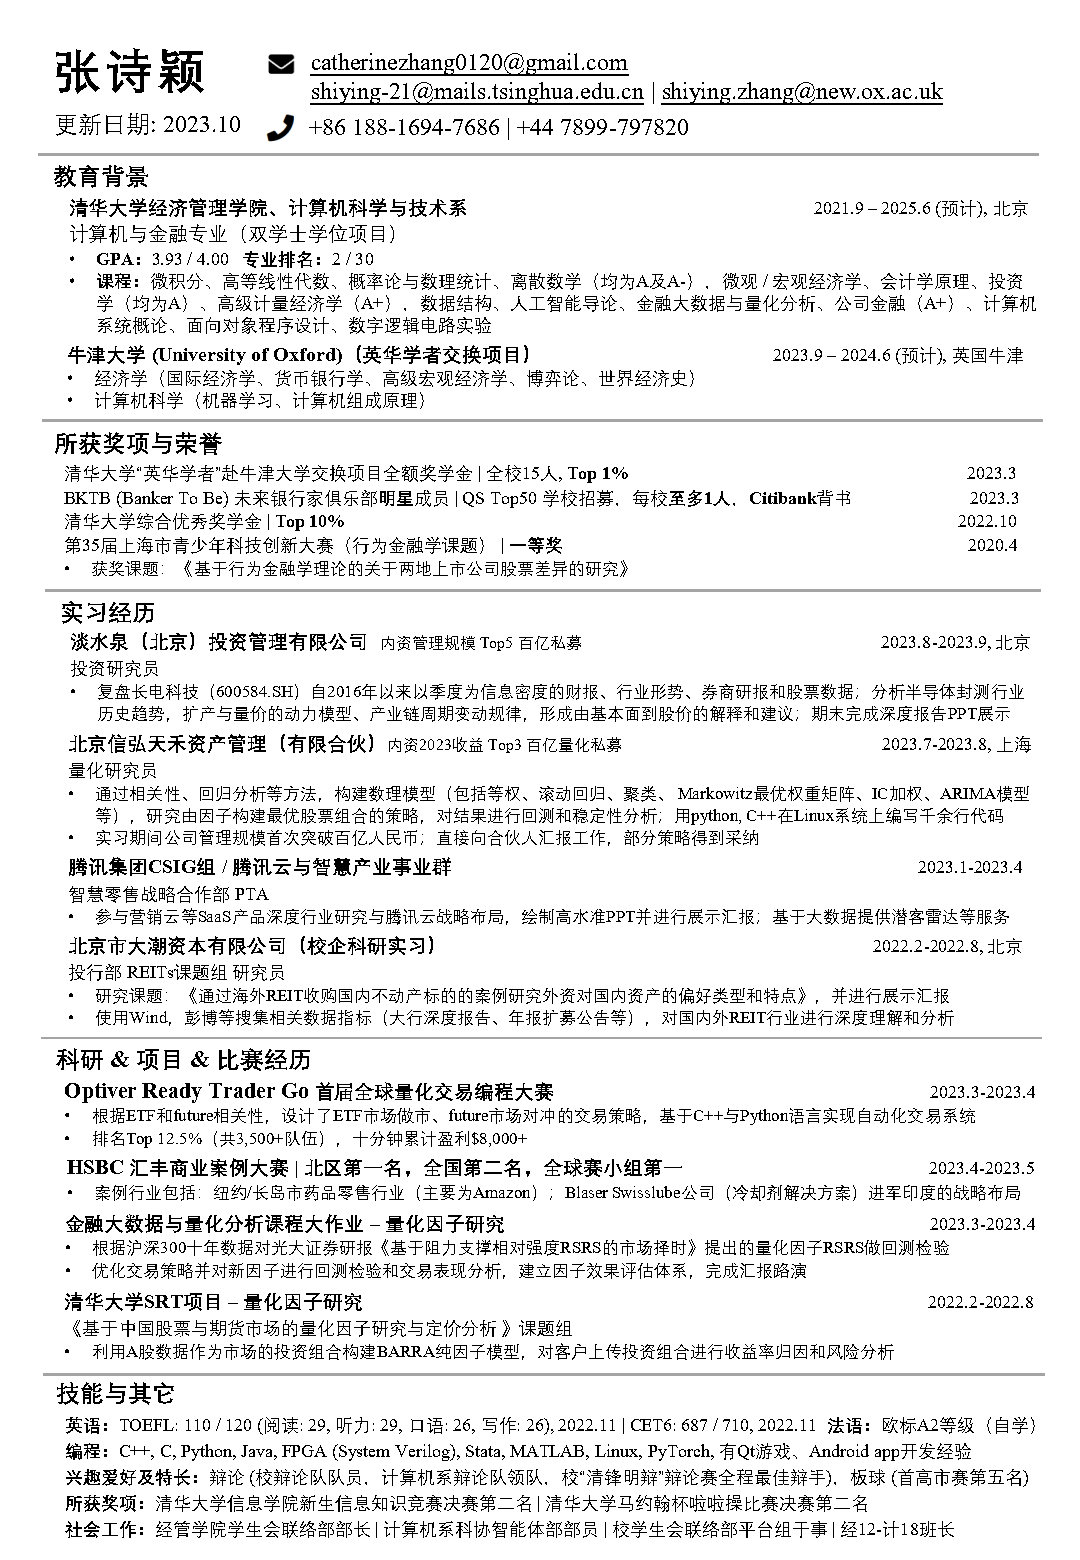 张诗颖
catherinezhang0120@gmail.com
shiying-21@mails.tsinghua.edu.cn | shiying.zhang@new.ox.ac.uk
更新日期: 2023.10
+86 188-1694-7686 | +44 7899-797820
教育背景
清华大学经济管理学院、计算机科学与技术系 2021.9 – 2025.6 (预计), 北京
计算机与金融专业（双学士学位项目）
• GPA：3.93 / 4.00 专业排名：2 / 30
• 课程：微积分、高等线性代数、概率论与数理统计、离散数学（均为A及A-），微观 / 宏观经济学、会计学原理、投资
学（均为A）、高级计量经济学（A+），数据结构、人工智能导论、金融大数据与量化分析、公司金融（A+）、计算机
系统概论、面向对象程序设计、数字逻辑电路实验
牛津大学 (University of Oxford)（英华学者交换项目） 2023.9 – 2024.6 (预计), 英国牛津
• 经济学（国际经济学、货币银行学、高级宏观经济学、博弈论、世界经济史）
• 计算机科学（机器学习、计算机组成原理）
所获奖项与荣誉
清华大学“英华学者”赴牛津大学交换项目全额奖学金 | 全校15人, Top 1% 2023.3
BKTB (Banker To Be) 未来银行家俱乐部明星成员 | QS Top50 学校招募，每校至多1人，Citibank背书 2023.3
清华大学综合优秀奖学金 | Top 10% 2022.10
第35届上海市青少年科技创新大赛（行为金融学课题） | 一等奖 2020.4
• 获奖课题：《基于行为金融学理论的关于两地上市公司股票差异的研究》
实习经历
淡水泉（北京）投资管理有限公司 内资管理规模 Top5 百亿私募 2023.8-2023.9, 北京
投资研究员
• 复盘长电科技（600584.SH）自2016年以来以季度为信息密度的财报、行业形势、券商研报和股票数据；分析半导体封测行业
历史趋势，扩产与量价的动力模型、产业链周期变动规律，形成由基本面到股价的解释和建议；期末完成深度报告PPT展示
北京信弘天禾资产管理（有限合伙）内资2023收益 Top3 百亿量化私募 2023.7-2023.8, 上海
量化研究员
• 通过相关性、回归分析等方法，构建数理模型（包括等权、滚动回归、聚类、 Markowitz最优权重矩阵、IC加权、ARIMA模型
等），研究由因子构建最优股票组合的策略，对结果进行回测和稳定性分析；用python, C++在Linux系统上编写千余行代码
• 实习期间公司管理规模首次突破百亿人民币；直接向合伙人汇报工作，部分策略得到采纳
腾讯集团CSIG组 / 腾讯云与智慧产业事业群 2023.1-2023.4
智慧零售战略合作部 PTA
• 参与营销云等SaaS产品深度行业研究与腾讯云战略布局，绘制高水准PPT并进行展示汇报；基于大数据提供潜客雷达等服务
北京市大潮资本有限公司（校企科研实习） 2022.2-2022.8, 北京
投行部 REITs课题组 研究员
• 研究课题：《通过海外REIT收购国内不动产标的的案例研究外资对国内资产的偏好类型和特点》，并进行展示汇报
• 使用Wind，彭博等搜集相关数据指标（大行深度报告、年报扩募公告等），对国内外REIT行业进行深度理解和分析
科研 & 项目 & 比赛经历
Optiver Ready Trader Go 首届全球量化交易编程大赛 2023.3-2023.4
• 根据ETF和future相关性，设计了ETF市场做市、future市场对冲的交易策略，基于C++与Python语言实现自动化交易系统
• 排名Top 12.5%（共3,500+队伍），十分钟累计盈利$8,000+
HSBC 汇丰商业案例大赛 | 北区第一名，全国第二名，全球赛小组第一 2023.4-2023.5
• 案例行业包括：纽约/长岛市药品零售行业（主要为Amazon）；Blaser Swisslube公司（冷却剂解决方案）进军印度的战略布局
金融大数据与量化分析课程大作业 – 量化因子研究 2023.3-2023.4
• 根据沪深300十年数据对光大证券研报《基于阻力支撑相对强度RSRS的市场择时》提出的量化因子RSRS做回测检验
• 优化交易策略并对新因子进行回测检验和交易表现分析，建立因子效果评估体系，完成汇报路演
清华大学SRT项目 – 量化因子研究 2022.2-2022.8
《基于中国股票与期货市场的量化因子研究与定价分析 》课题组
• 利用A股数据作为市场的投资组合构建BARRA纯因子模型，对客户上传投资组合进行收益率归因和风险分析
技能与其它
英语：TOEFL: 110 / 120 (阅读: 29, 听力: 29, 口语: 26, 写作: 26), 2022.11 | CET6: 687 / 710, 2022.11 法语：欧标A2等级（自学）
编程：C++, C, Python, Java, FPGA (System Verilog), Stata, MATLAB, Linux, PyTorch, 有Qt游戏、Android app开发经验
兴趣爱好及特长：辩论 (校辩论队队员，计算机系辩论队领队，校“清锋明辩”辩论赛全程最佳辩手)，板球 (首高市赛第五名)
所获奖项：清华大学信息学院新生信息知识竞赛决赛第二名 | 清华大学马约翰杯啦啦操比赛决赛第二名
社会工作：经管学院学生会联络部部长 | 计算机系科协智能体部部员 | 校学生会联络部平台组干事 | 经12-计18班长